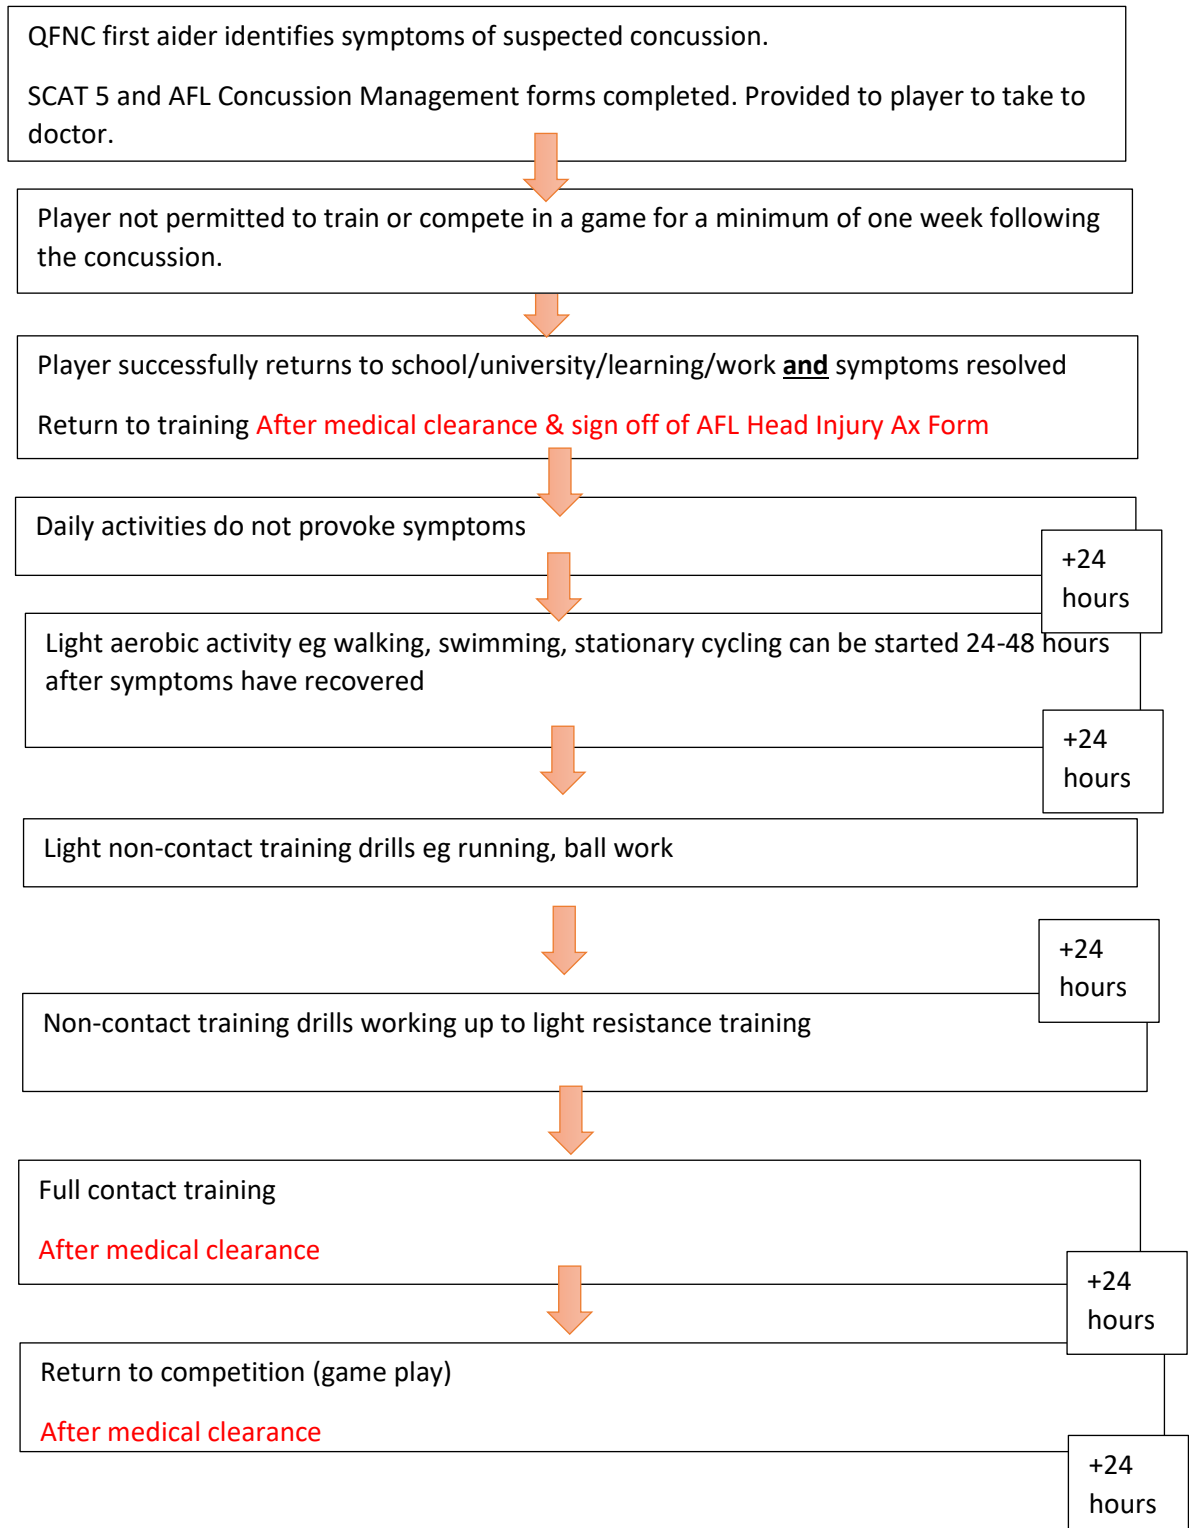 QFNC first aider identifies symptoms of suspected concussion.
SCAT 5 and AFL Concussion Management forms completed. Provided to player to take to
doctor.
Player not permitted to train or compete in a game for a minimum of one week following
the concussion.
Player successfully returns to school/university/learning/work and symptoms resolved
Return to training After medical clearance & sign off of AFL Head Injury Ax Form
Daily activities do not provoke symptoms
+24
hours
Light aerobic activity eg walking, swimming, stationary cycling can be started 24-48 hours
after symptoms have recovered
+24
hours
Light non-contact training drills eg running, ball work
+24
hours
Non-contact training drills working up to light resistance training
Full contact training
After medical clearance
+24
hours
Return to competition (game play)
After medical clearance
+24
hours